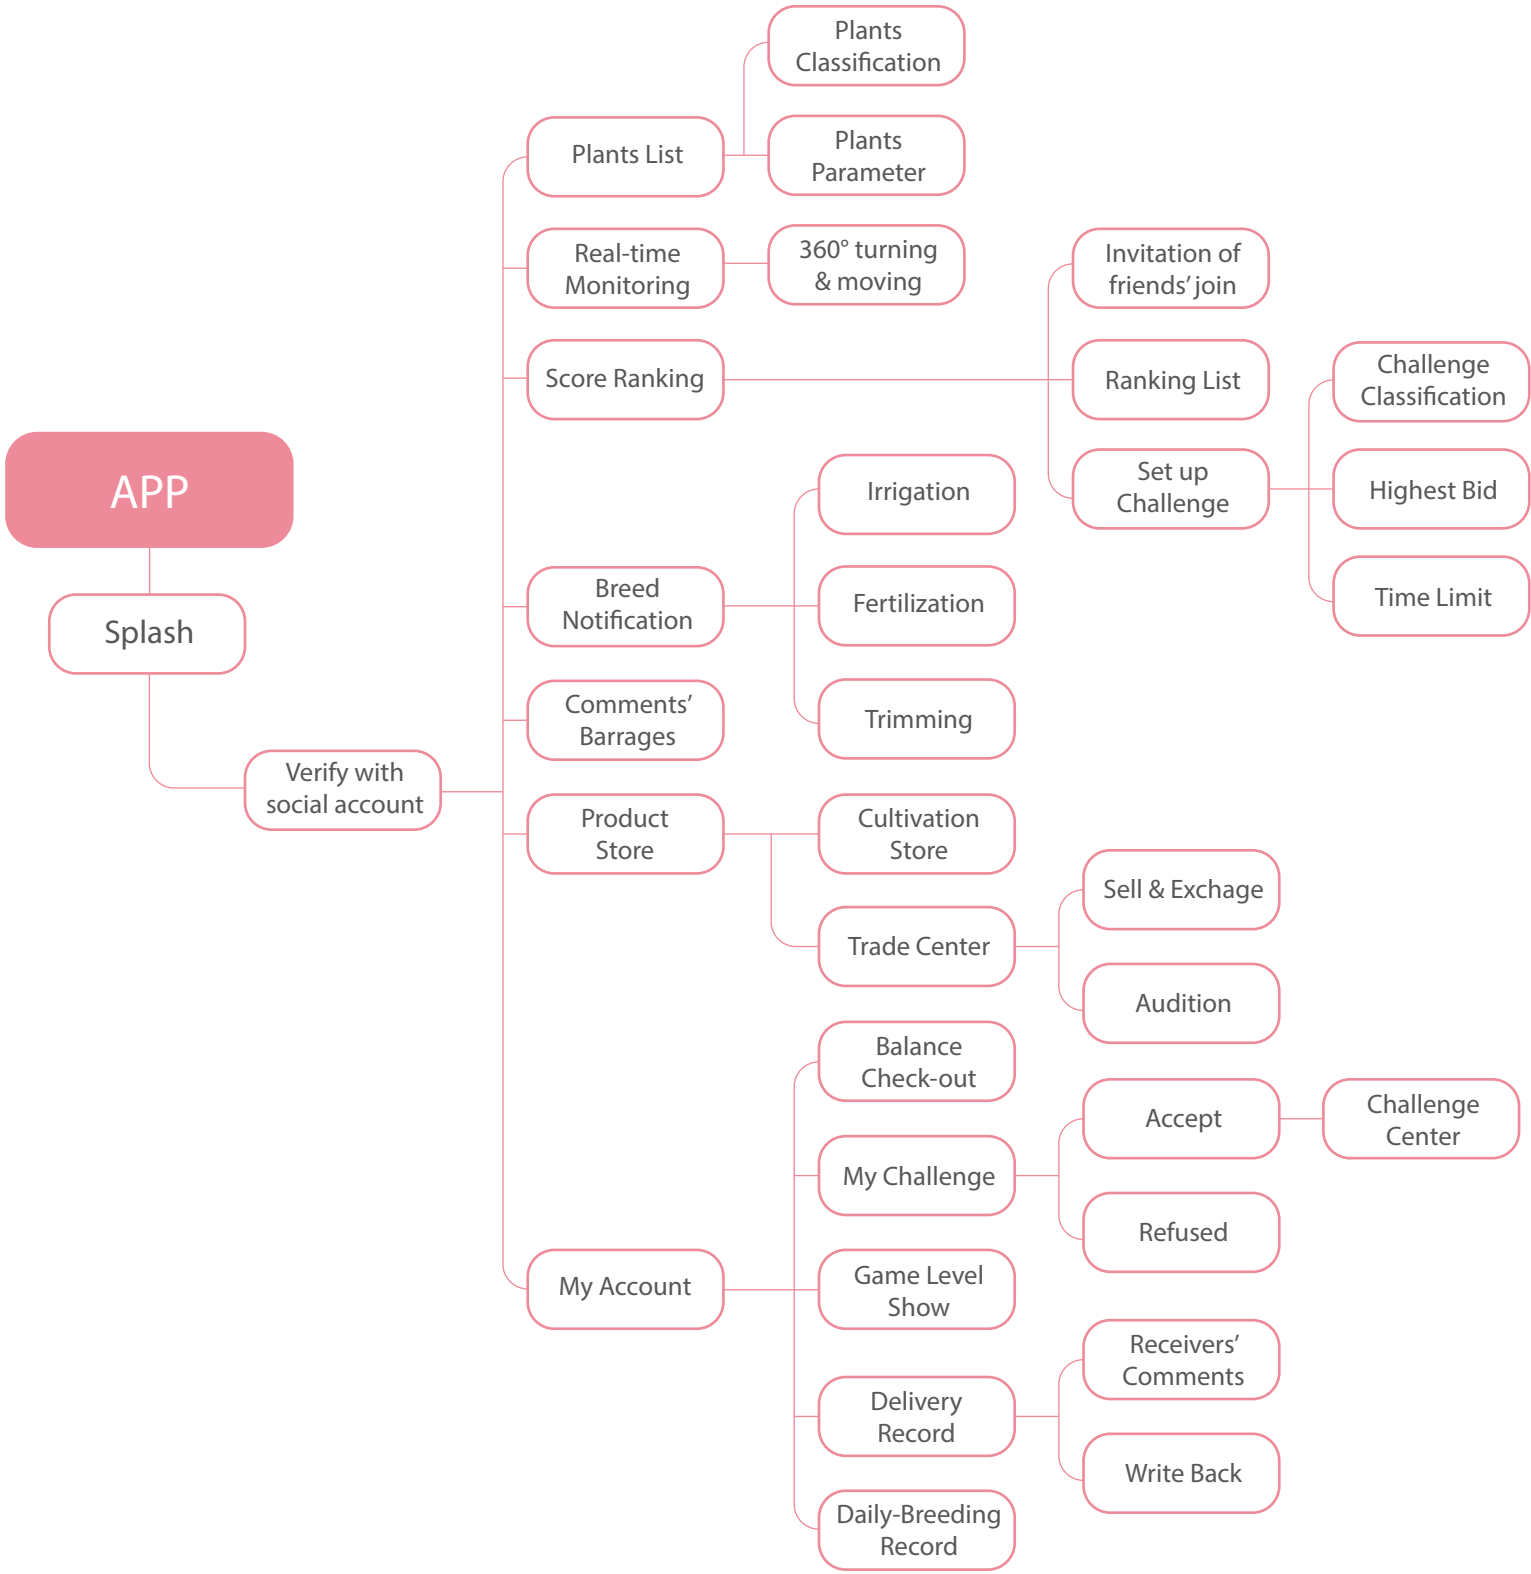 APP
Splash
Verify with
social account
Plants List
Plants
Classification
Plants
Parameter
Real-time
Monitoring
360° turning
& moving
Score Ranking
Invitation of
friends’ join
Ranking List
Set up
Challenge
Challenge
Classification
Highest Bid
Time Limit
Breed
Notification
Irrigation
Fertilization
Trimming
Comments’
Barrages
Product
Store
Cultivation
Store
Trade Center
Sell & Exchage
Audition
My Account
Balance
Check-out
My Challenge
Accept
Challenge
Center
Refused
Game Level
Show
Delivery
Record
Receivers’
Comments
Write Back
Daily-Breeding
Record